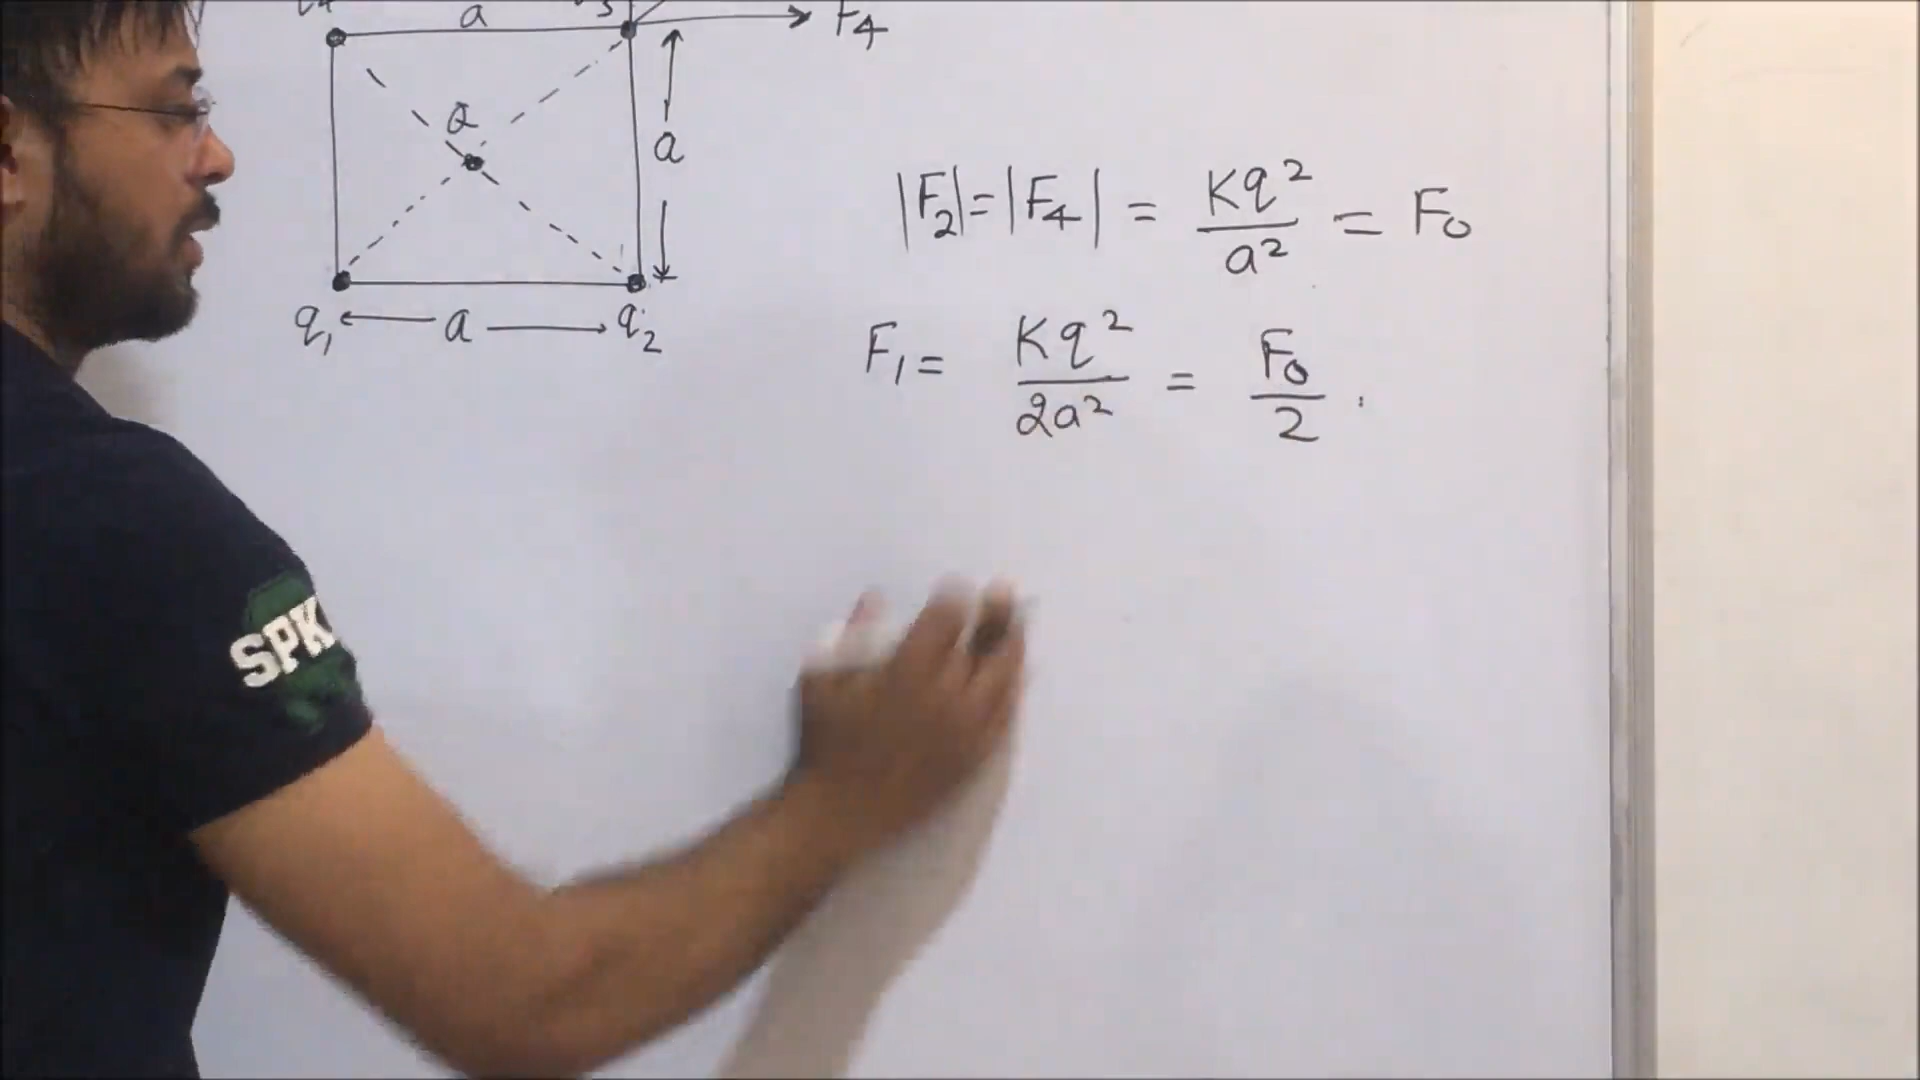 a
F4
Q
a
q1 a q2
|F2| = |F4| = Kq² / a² = F0
F1 = Kq² / 2a² = F0 / 2 .
SPK